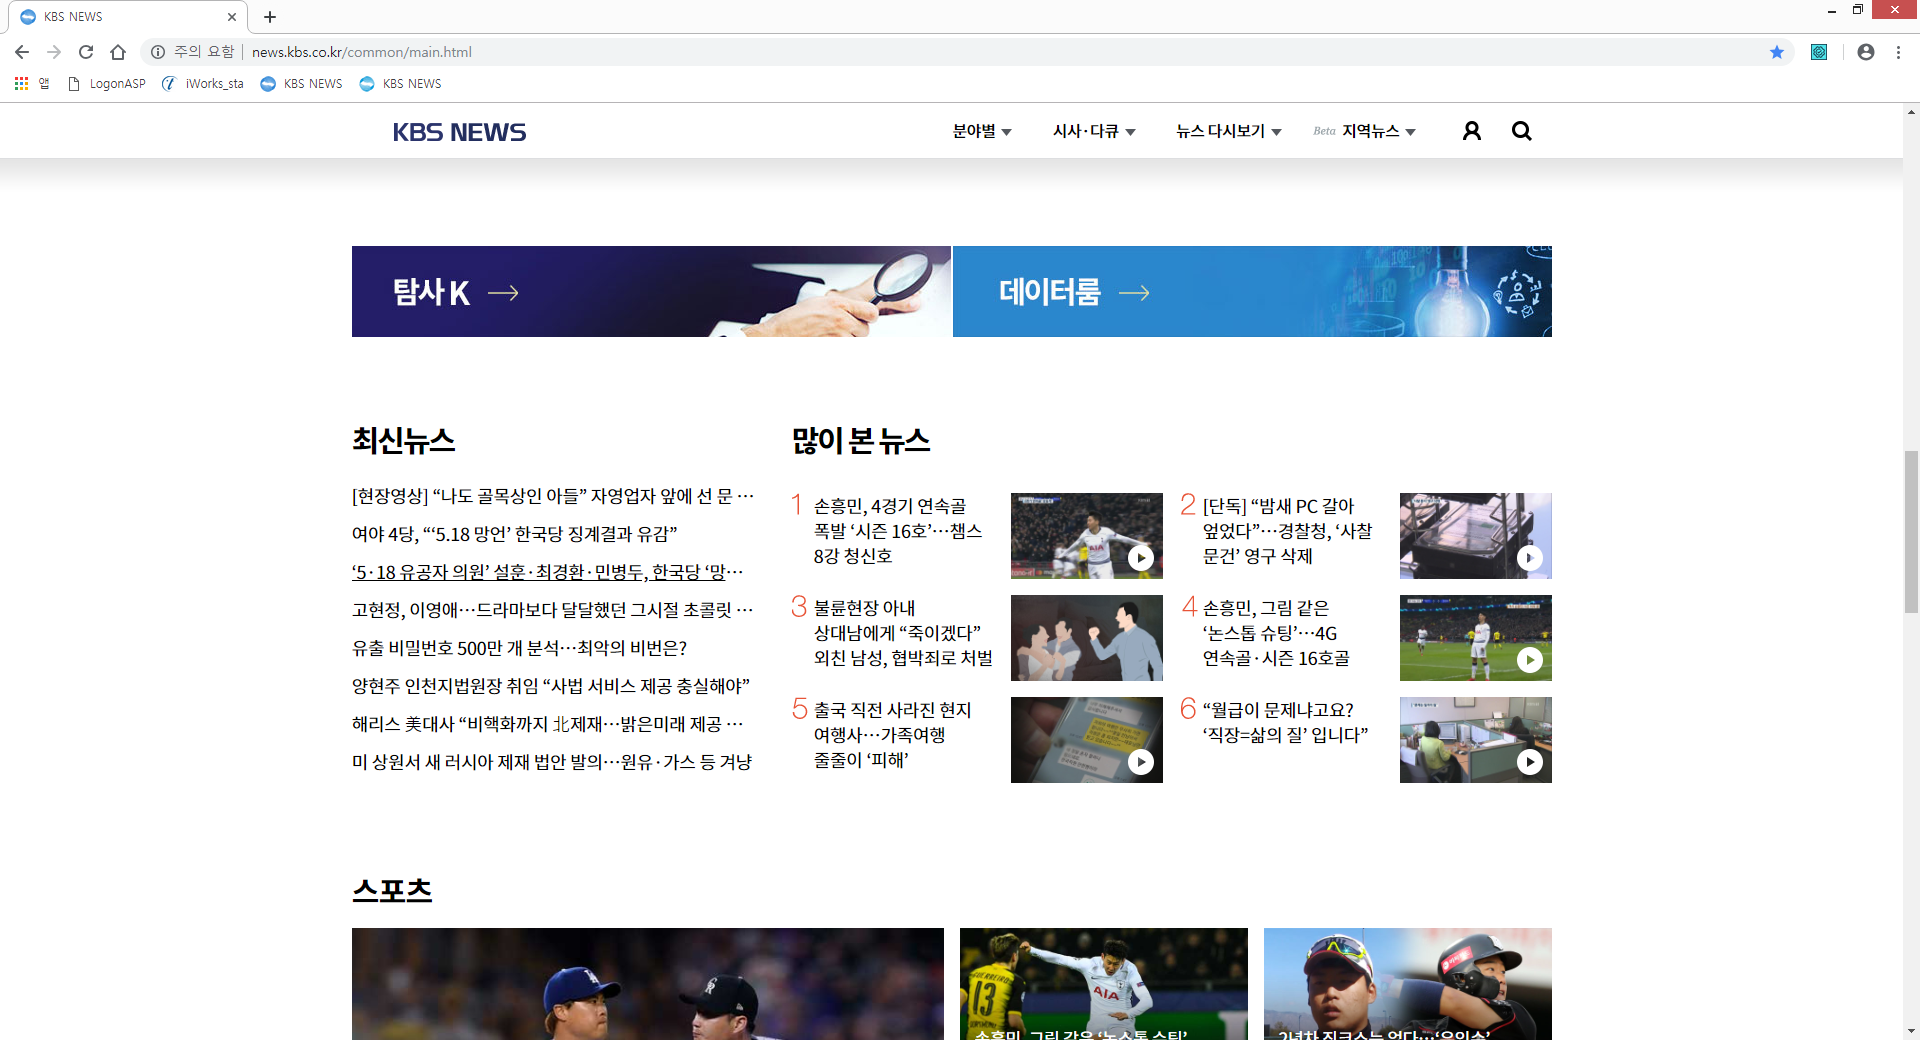 KBS NEWS
주의 요함
news.kbs.co.kr/common/main.html
앱
LogonASP
iWorks_sta
KBS NEWS
KBS NEWS
KBS NEWS
분야별
시사·다큐
뉴스 다시보기
Beta 지역뉴스
탐사 K
데이터룸
최신뉴스
[현장영상] “나도 골목상인 아들” 자영업자 앞에 선 문 …
여야 4당, “‘5.18 망언’ 한국당 징계결과 유감”
‘5·18 유공자 의원’ 설훈·최경환·민병두, 한국당 ‘망…
고현정, 이영애…드라마보다 달달했던 그시절 초콜릿 …
유출 비밀번호 500만 개 분석…최악의 비번은?
양현주 인천지법원장 취임 “사법 서비스 제공 충실해야”
해리스 美대사 “비핵화까지 北제재…밝은미래 제공 …
미 상원서 새 러시아 제재 법안 발의…원유·가스 등 겨냥
많이 본 뉴스
1 손흥민, 4경기 연속골
폭발 ‘시즌 16호’…챔스
8강 청신호
2 [단독] “밤새 PC 갈아
엎었다”…경찰청, ‘사찰
문건’ 영구 삭제
3 불륜현장 아내
상대남에게 “죽이겠다”
외친 남성, 협박죄로 처벌
4 손흥민, 그림 같은
‘논스톱 슈팅’…4G
연속골·시즌 16호골
5 출국 직전 사라진 현지
여행사…가족여행
줄줄이 ‘피해’
6 “월급이 문제냐고요?
‘직장=삶의 질’ 입니다”
스포츠
13
AIA
손흥민, 그림 같은 ‘논스톱 슈팅’
2년차 징크스는 없다…‘우익수’